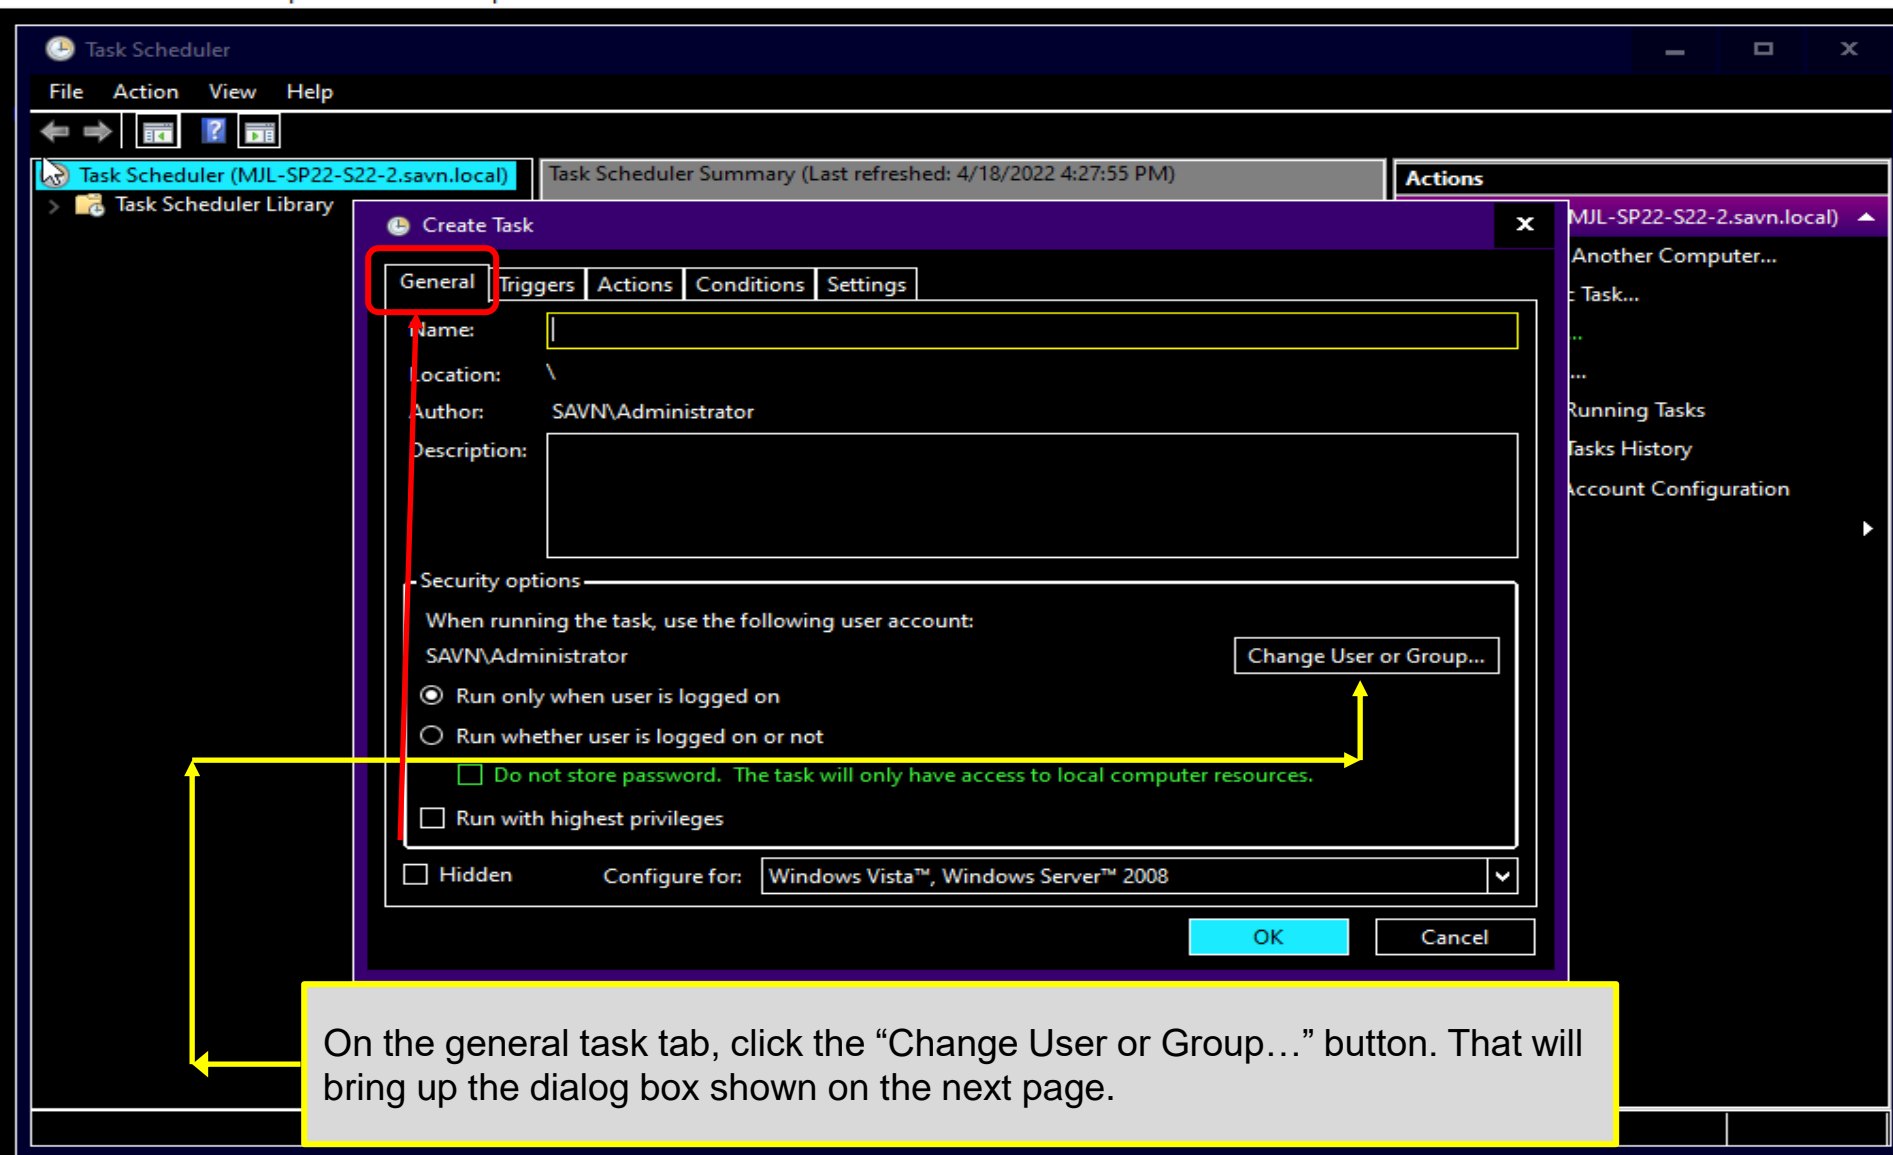 Task Scheduler
File Action View Help
Task Scheduler (MJL-SP22-S22-2.savn.local)
Task Scheduler Library
Task Scheduler Summary (Last refreshed: 4/18/2022 4:27:55 PM)
Actions
MJL-SP22-S22-2.savn.local)
Another Computer...
Task...
...
...
Running Tasks
Tasks History
Account Configuration
Create Task
General Triggers Actions Conditions Settings
Name:
Location: \
Author: SAVN\Administrator
Description:
Security options
When running the task, use the following user account:
SAVN\Administrator
Change User or Group...
Run only when user is logged on
Run whether user is logged on or not
Do not store password. The task will only have access to local computer resources.
Run with highest privileges
Hidden Configure for: Windows Vista™, Windows Server™ 2008
OK Cancel
On the general task tab, click the “Change User or Group…” button. That will
bring up the dialog box shown on the next page.